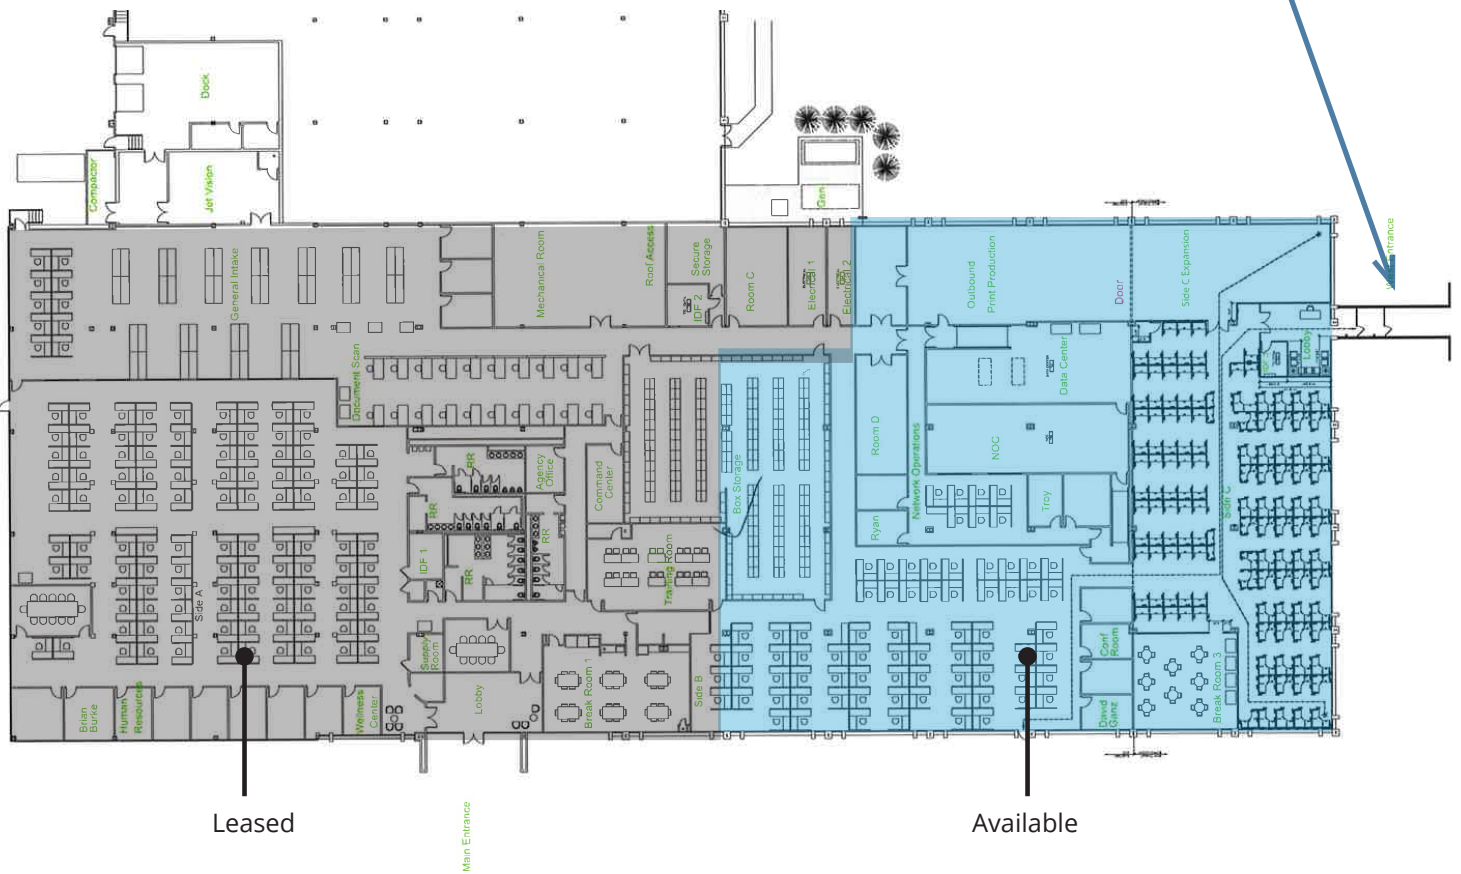 Dock
Compactor
Jet Vision
Gen
General Intake
Mechanical Room
Roof Access
Secure
Storage
IDF 2
Room C
Electrical 1
Electrical 2
Outbound
Print Production
Door
Side C Expansion
Entrance
Lobby
Document Scan
Data Center
Room D
NOC
Network Operations
Box Storage
Command
Center
Agency
Office
RR
RR
RR
RR
IDF 1
Training Room
Ryan
Troy
Side C
Side A
Supply
Room
Conf
Room
Brian
Burke
Human
Resources
Wellness
Center
Lobby
Break Room 1
Side B
David
Ganz
Break Room 3
Leased
Available
Main Entrance